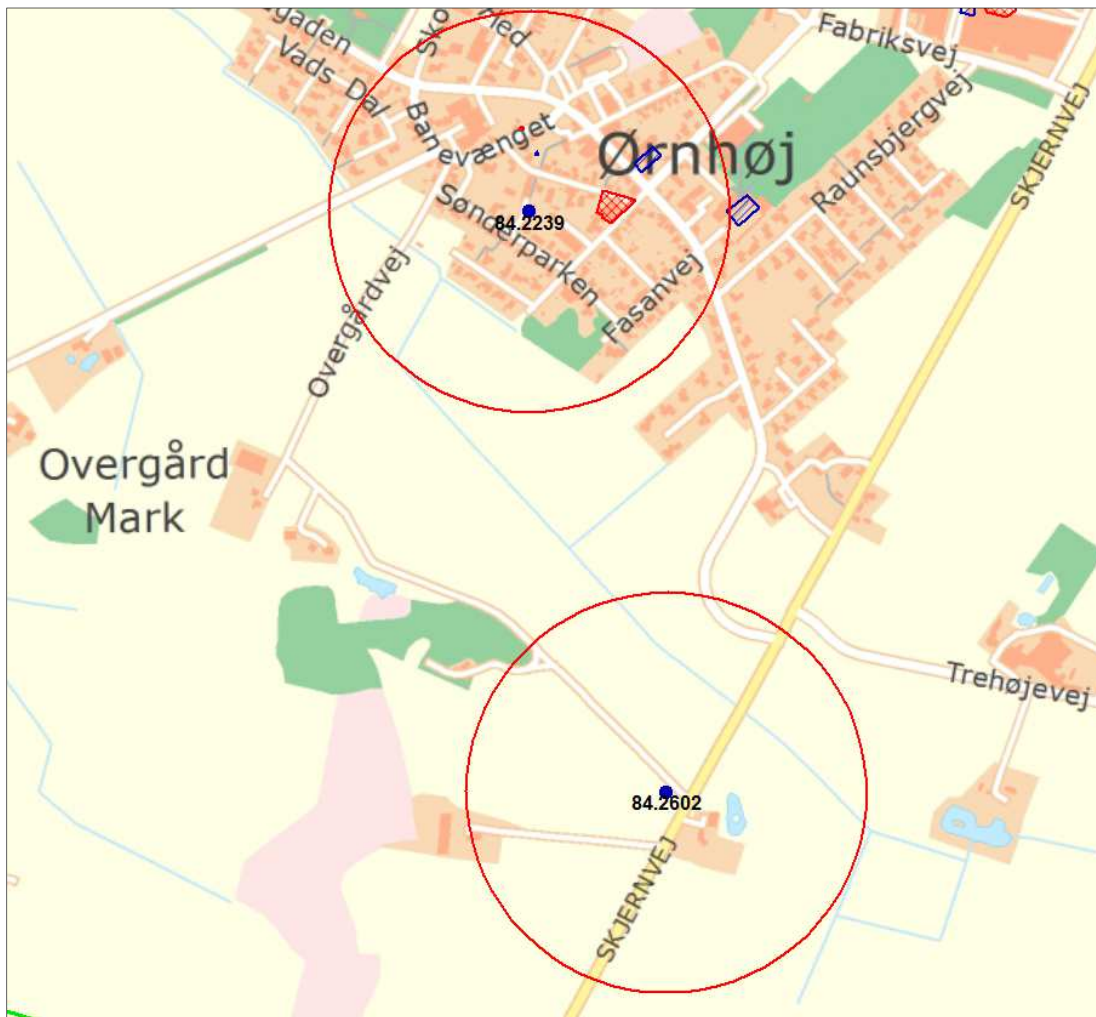 Vads Dal
Banevænget
Ørnhøj
Fabriksvej
SKJERNVEJ
Raunsbjergvej
84.2239
Sønderparken
Fasanvej
Overgårdvej
Overgård
Mark
Trehøjevej
84.2602
SKJERNVEJ